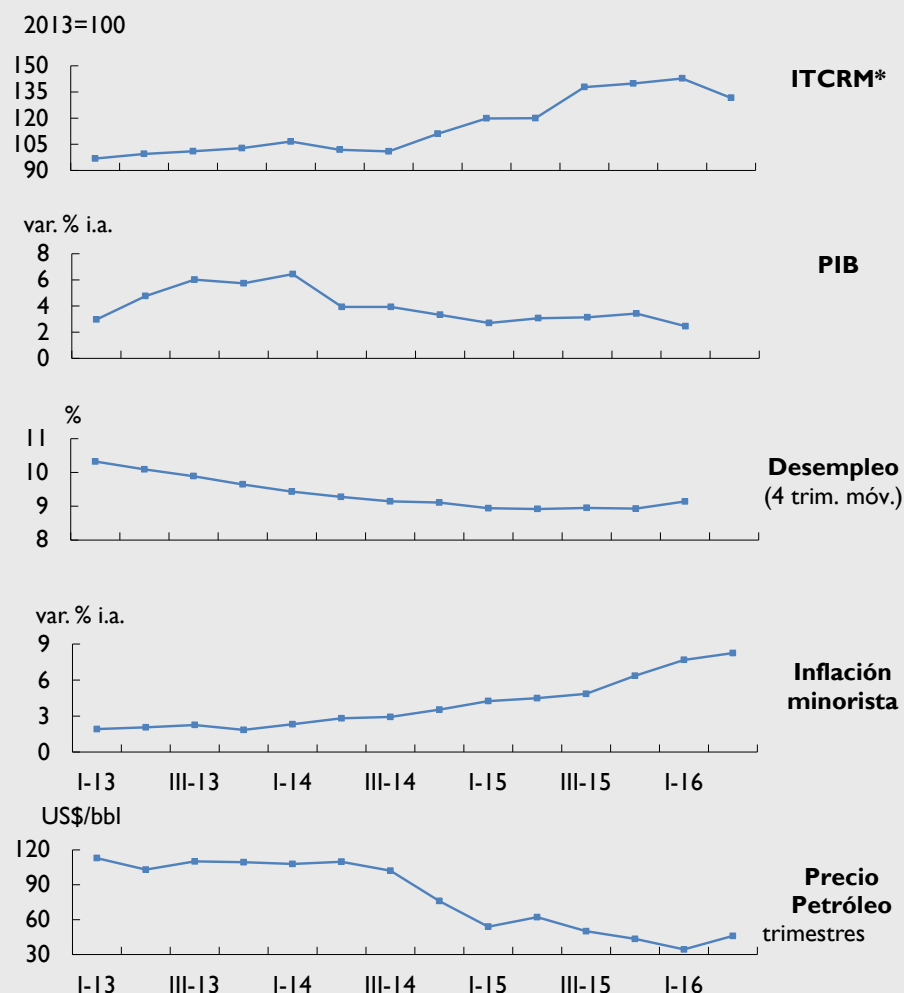 2013=100
150
135
120
105
90
ITCRM*
var. % i.a.
8
6
4
2
0
PIB
%
11
10
9
8
Desempleo
(4 trim. móv.)
var. % i.a.
9
6
3
0
Inflación
minorista
I-13 III-13 I-14 III-14 I-15 III-15 I-16
US$/bbl
120
90
60
30
Precio
Petróleo
trimestres
I-13 III-13 I-14 III-14 I-15 III-15 I-16